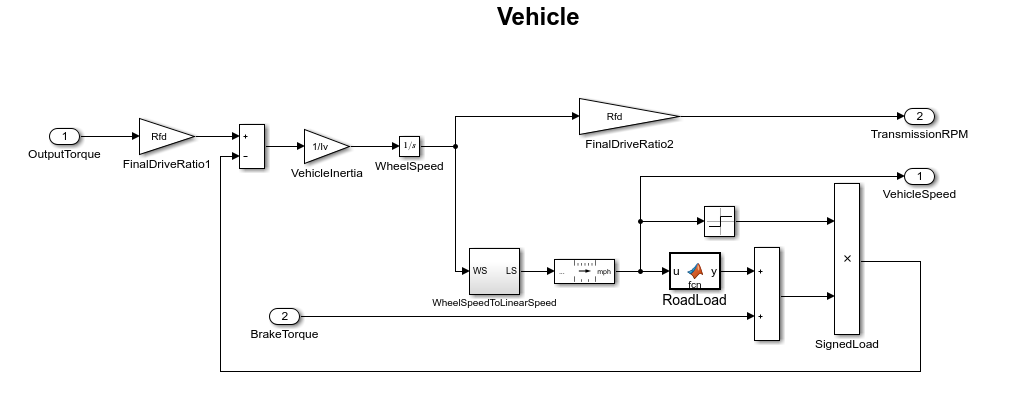 Vehicle
1
OutputTorque
Rfd
FinalDriveRatio1
+
−
1/Iv
VehicleInertia
1/s
WheelSpeed
Rfd
FinalDriveRatio2
2
TransmissionRPM
1
VehicleSpeed
WS LS
WheelSpeedToLinearSpeed
... mph
u y
fcn
RoadLoad
+
+
×
SignedLoad
2
BrakeTorque